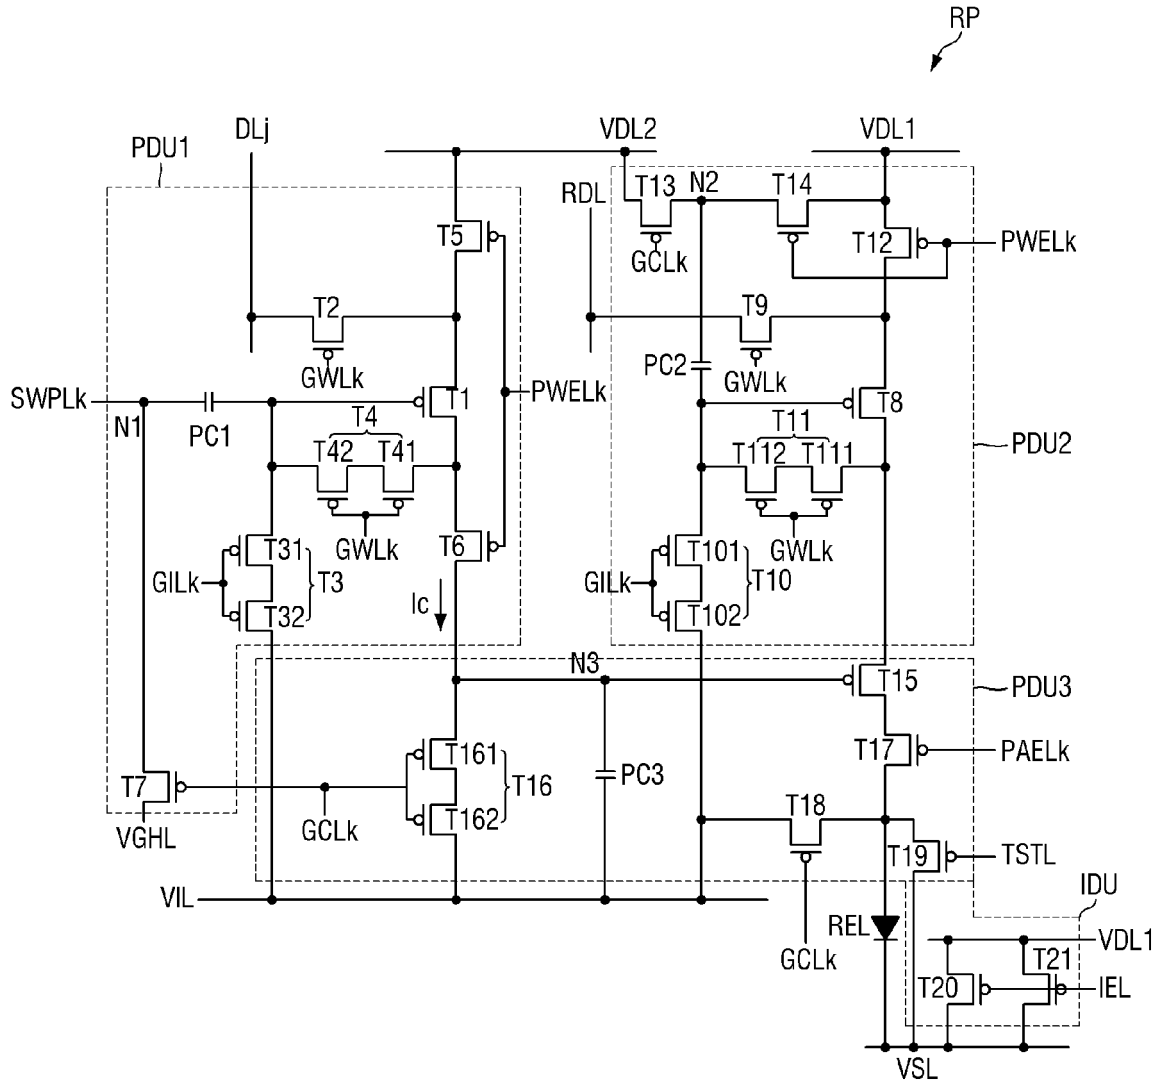 RP
DLj
VDL2
VDL1
PDU1
RDL
T13
N2
T14
T5
T12
PWELk
GCLk
T2
T9
PC2
GWLk
GWLk
SWPLk
T1
PWELk
T8
N1
PC1
T4
T11
T42
T41
T112
T111
PDU2
GWLk
GWLk
T31
T6
T101
GILk
T3
GILk
T10
T32
Ic
T102
N3
T15
PDU3
T161
T17
PAELk
T7
T16
PC3
T162
T18
VGHL
GCLk
T19
TSTL
VIL
IDU
REL
VDL1
GCLk
T21
T20
IEL
VSL